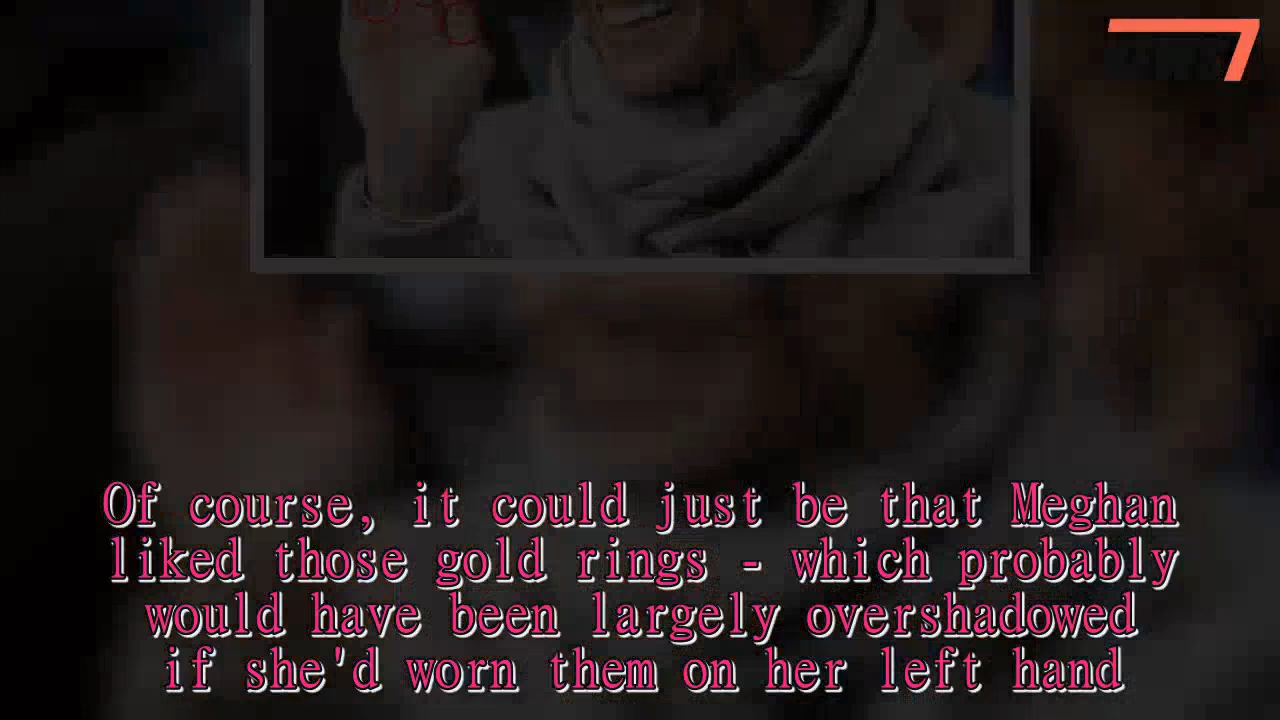 Of course, it could just be that Meghan
liked those gold rings - which probably
would have been largely overshadowed
if she'd worn them on her left hand